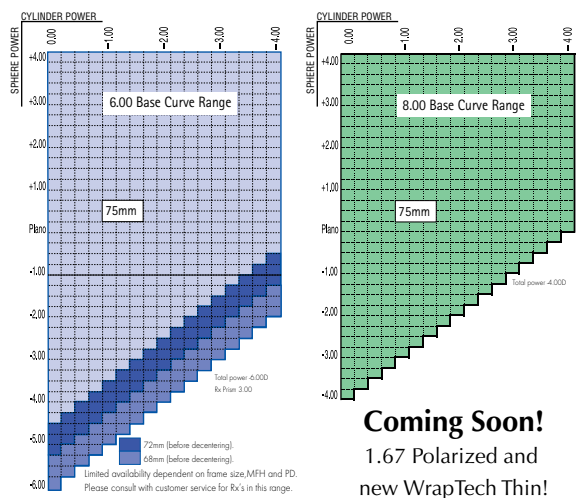 CYLINDER POWER
SPHERE POWER
0.00
-1.00
-2.00
-3.00
-4.00
+4.00
+3.00
+2.00
+1.00
Plano
-1.00
-2.00
-3.00
-4.00
-5.00
-6.00
6.00 Base Curve Range
75mm
Total power -6.00D
Rx Prism 3.00
72mm (before decentering).
68mm (before decentering).
Limited availability dependent on frame size,MFH and PD.
Please consult with customer service for Rx's in this range.
CYLINDER POWER
SPHERE POWER
0.00
-1.00
-2.00
-3.00
-4.00
+4.00
+3.00
+2.00
+1.00
Plano
-1.00
-2.00
-3.00
-4.00
8.00 Base Curve Range
75mm
Total power -4.00D
Coming Soon!
1.67 Polarized and
new WrapTech Thin!